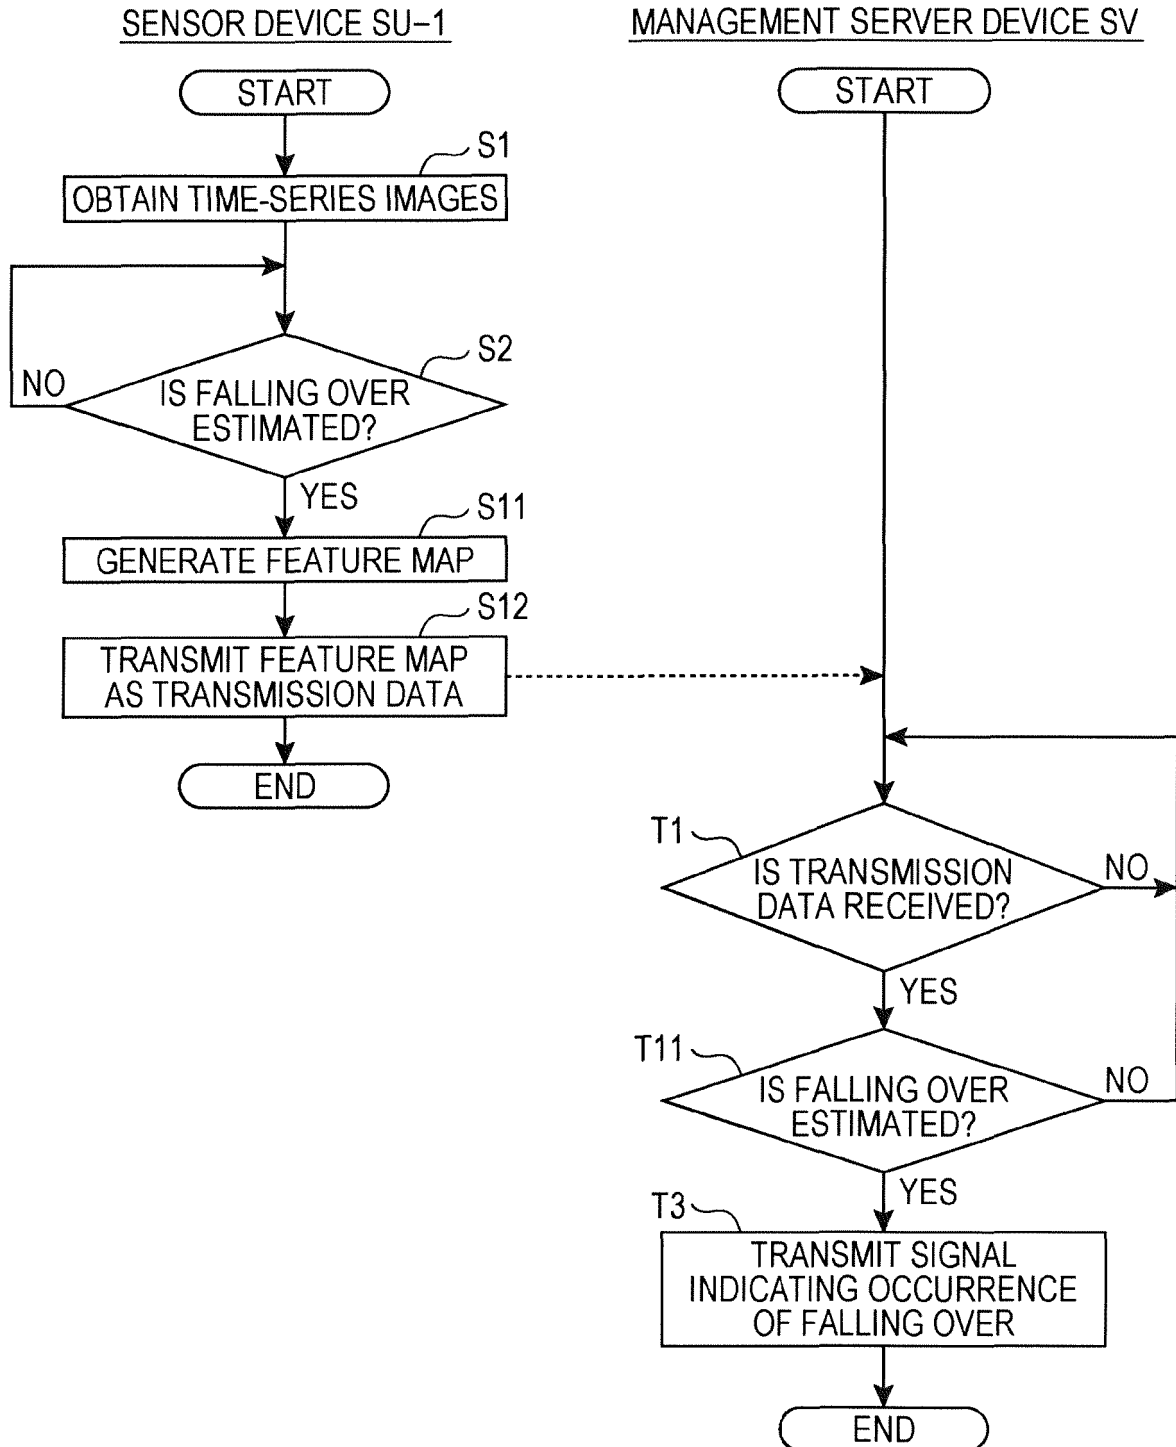 SENSOR DEVICE SU-1
START
S1
OBTAIN TIME-SERIES IMAGES
S2
NO
IS FALLING OVER
ESTIMATED?
YES
S11
GENERATE FEATURE MAP
S12
TRANSMIT FEATURE MAP
AS TRANSMISSION DATA
END
MANAGEMENT SERVER DEVICE SV
START
T1
IS TRANSMISSION
DATA RECEIVED?
NO
YES
T11
IS FALLING OVER
ESTIMATED?
NO
YES
T3
TRANSMIT SIGNAL
INDICATING OCCURRENCE
OF FALLING OVER
END